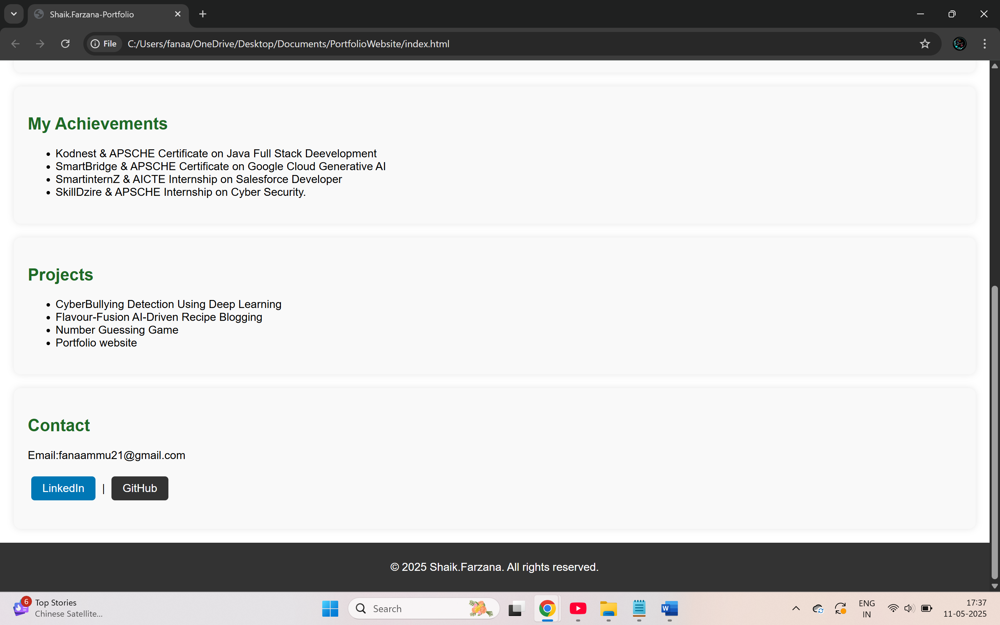 Shaik.Farzana-Portfolio
File C:/Users/fanaa/OneDrive/Desktop/Documents/PortfolioWebsite/index.html
My Achievements
Kodnest & APSCHE Certificate on Java Full Stack Deevelopment
SmartBridge & APSCHE Certificate on Google Cloud Generative AI
SmartinternZ & AICTE Internship on Salesforce Developer
SkillDzire & APSCHE Internship on Cyber Security.
Projects
CyberBullying Detection Using Deep Learning
Flavour-Fusion AI-Driven Recipe Blogging
Number Guessing Game
Portfolio website
Contact
Email:fanaammu21@gmail.com
LinkedIn | GitHub
© 2025 Shaik.Farzana. All rights reserved.
6 Top Stories
Chinese Satellite...
Search
W
ENG
IN
17:37
11-05-2025